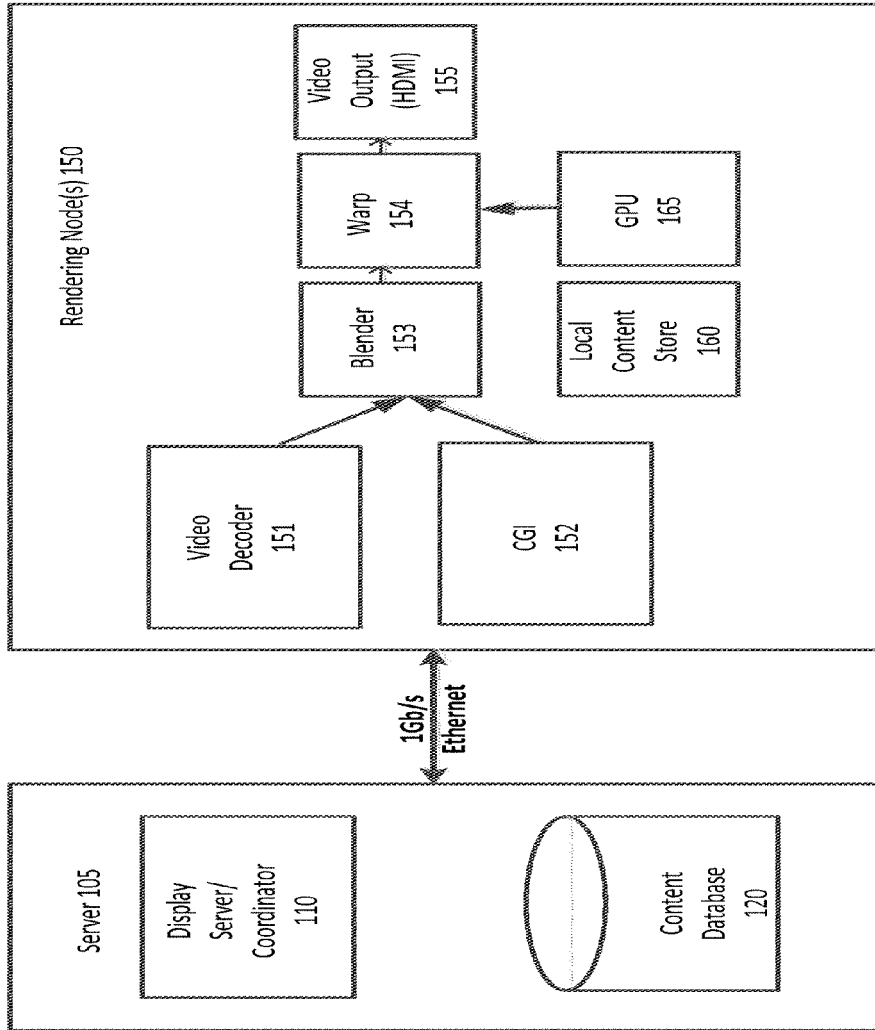 Server 105
Display
Server/
Coordinator
110
Content
Database
120
1Gb/s
Ethernet
Rendering Node(s) 150
Video
Decoder
151
CGI
152
Blender
153
Warp
154
Video
Output
(HDMI)
155
Local
Content
Store
160
GPU
165